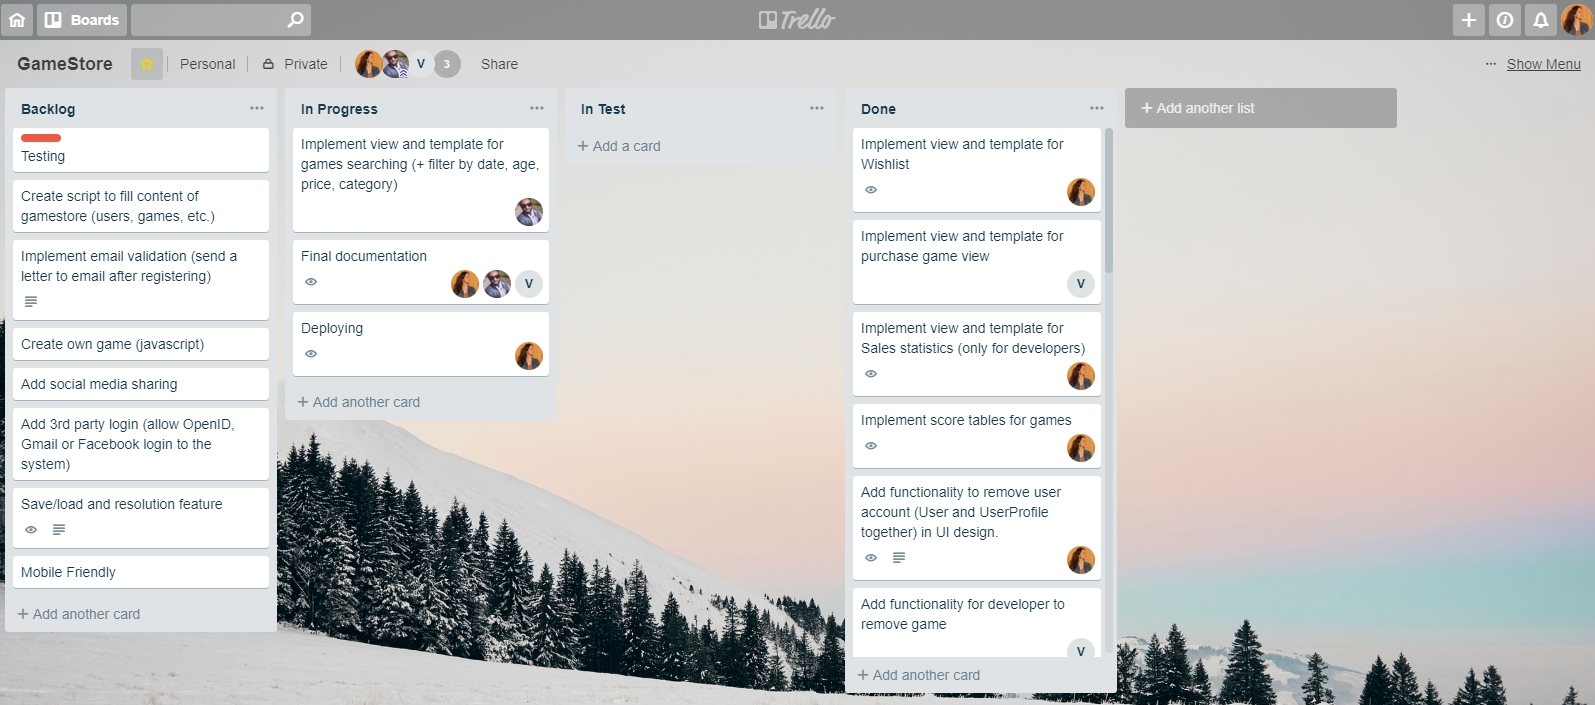 Boards
Trello
GameStore
Personal
Private
V
3
Share
... Show Menu
Backlog
Testing
Create script to fill content of
gamestore (users, games, etc.)
Implement email validation (send a
letter to email after registering)
Create own game (javascript)
Add social media sharing
Add 3rd party login (allow OpenID,
Gmail or Facebook login to the
system)
Save/load and resolution feature
Mobile Friendly
+ Add another card
In Progress
Implement view and template for
games searching (+ filter by date, age,
price, category)
Final documentation
V
Deploying
+ Add another card
In Test
+ Add a card
Done
Implement view and template for
Wishlist
Implement view and template for
purchase game view
V
Implement view and template for
Sales statistics (only for developers)
Implement score tables for games
Add functionality to remove user
account (User and UserProfile
together) in UI design.
Add functionality for developer to
remove game
V
+ Add another card
+ Add another list